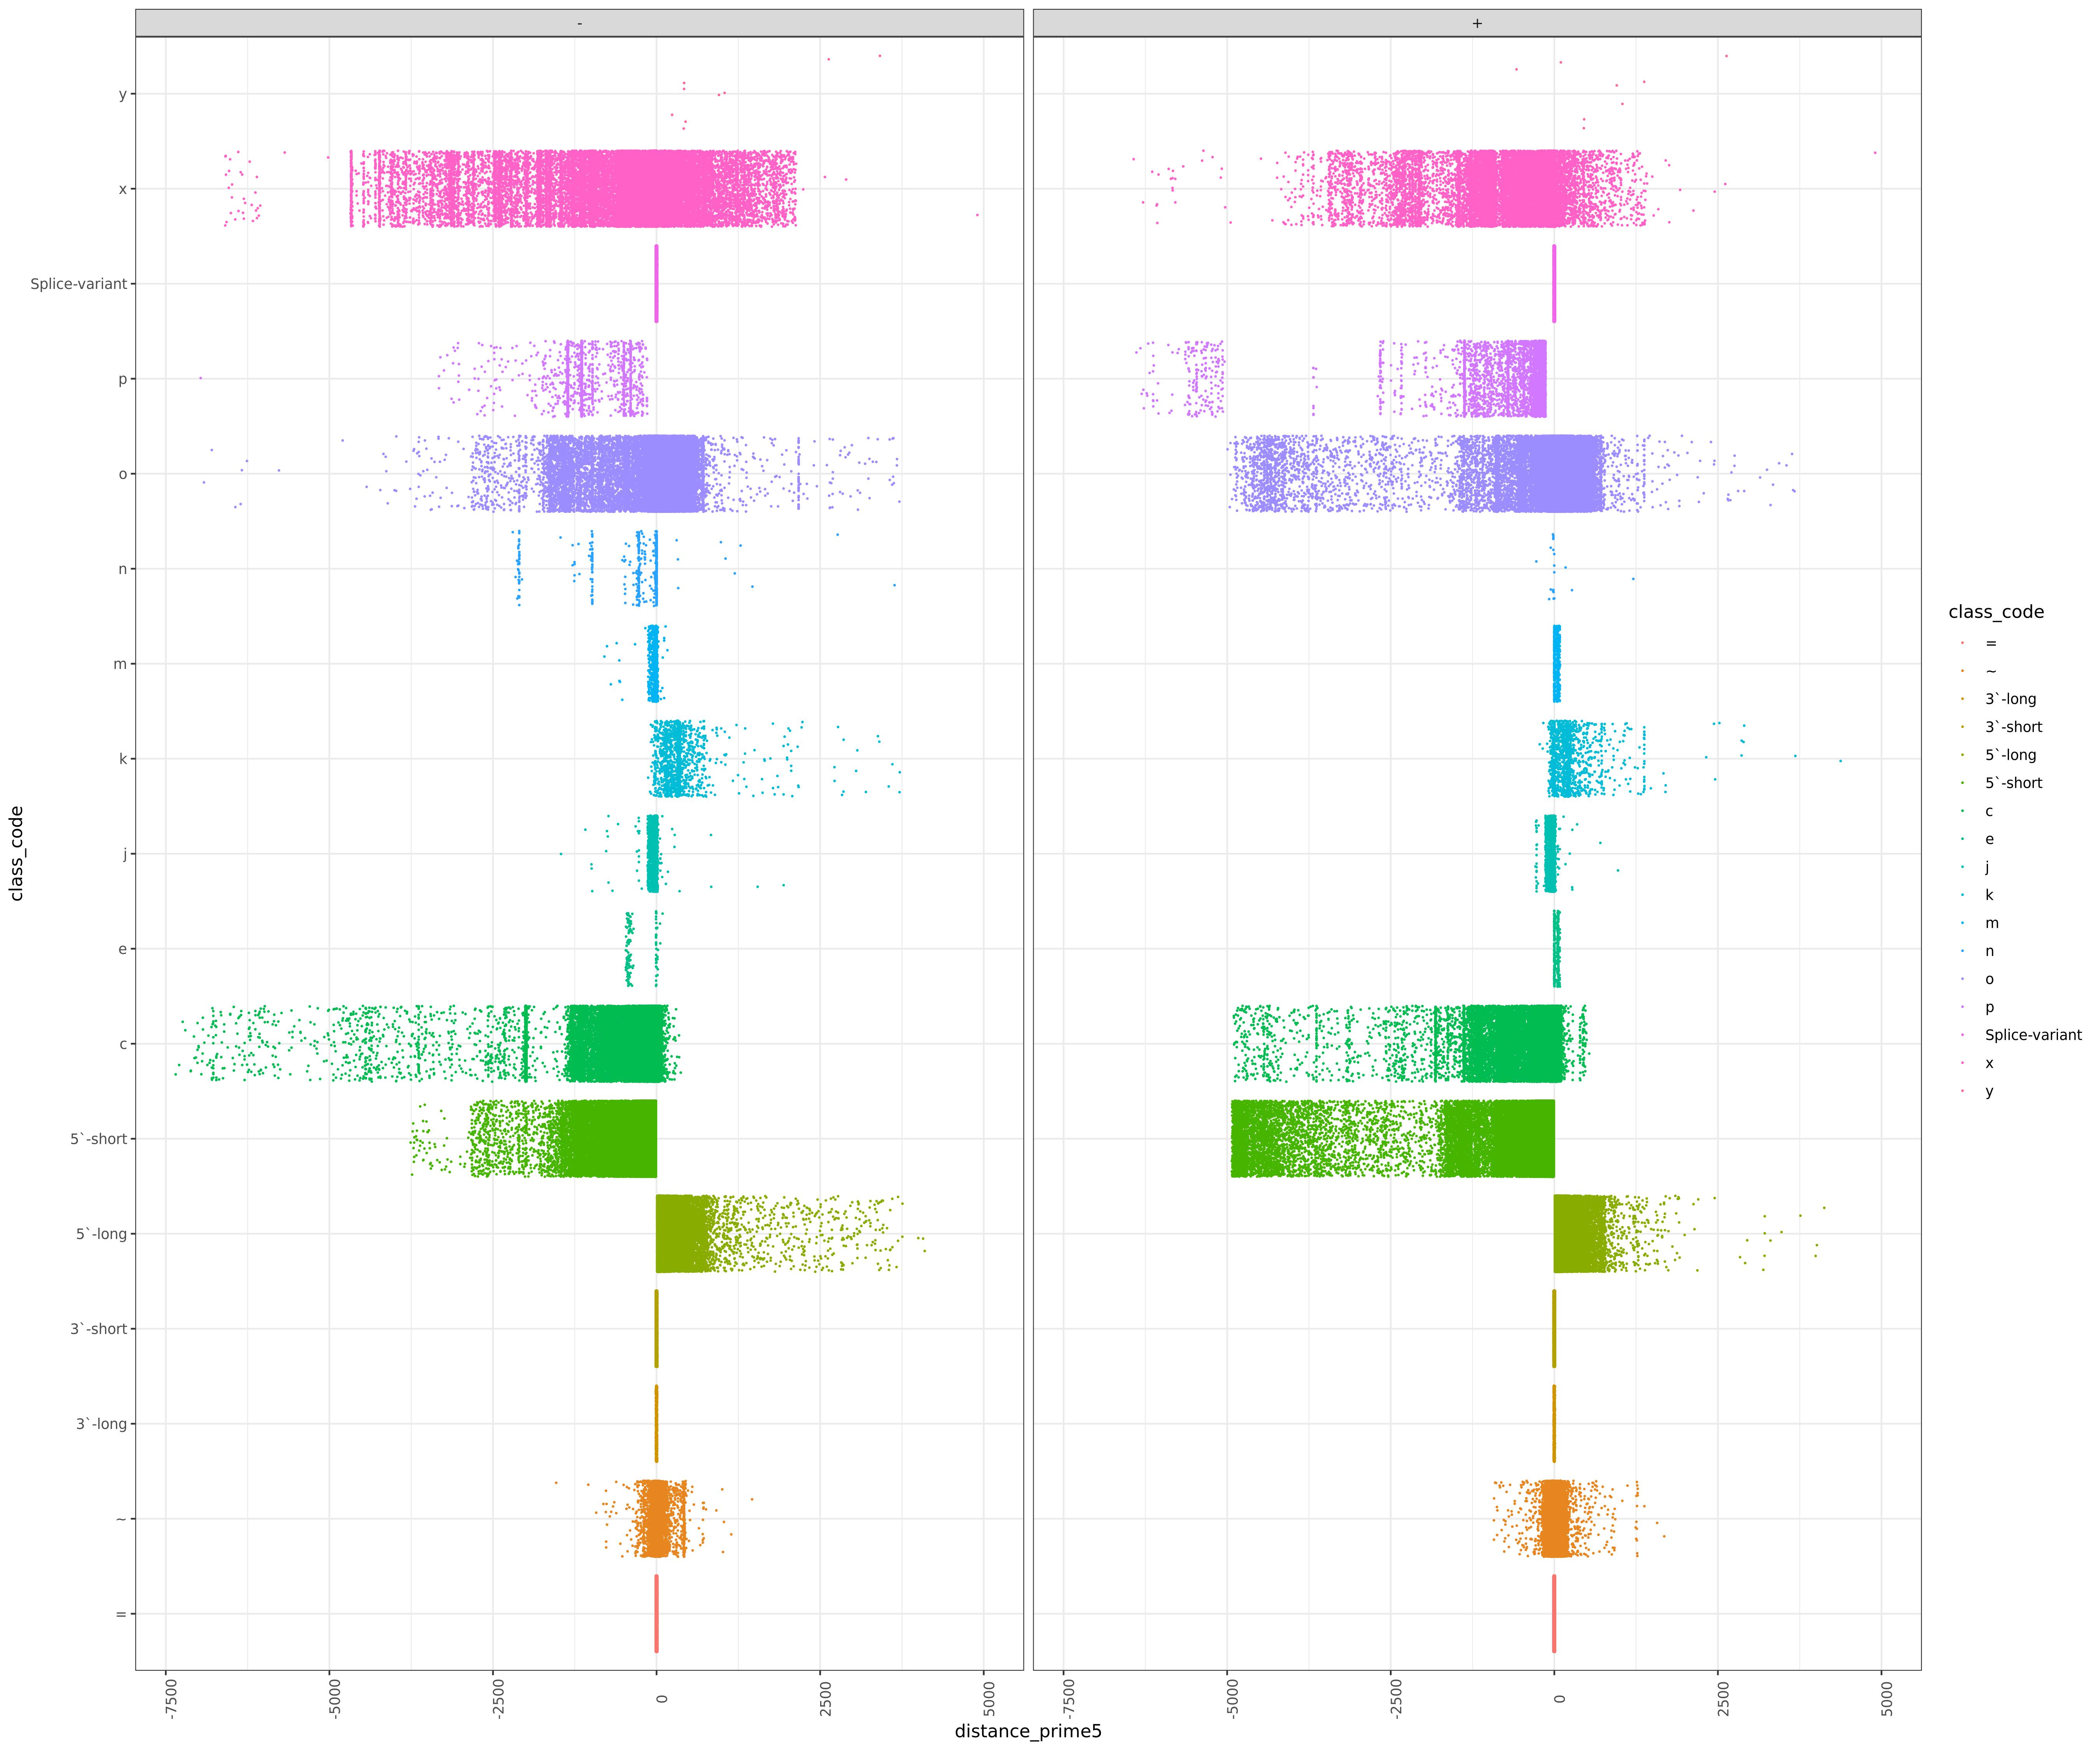 - +
y
x
Splice-variant
p
o
n
m
k
j
e
c
5`-short
5`-long
3`-short
3`-long
~
=
class_code
-7500 -5000 -2500 0 2500 5000 -7500 -5000 -2500 0 2500 5000
distance_prime5
class_code
=
~
3`-long
3`-short
5`-long
5`-short
c
e
j
k
m
n
o
p
Splice-variant
x
y